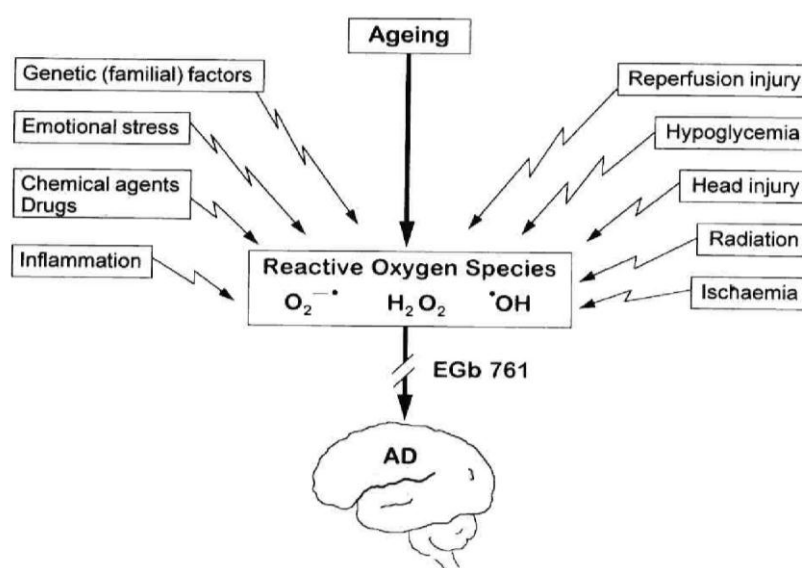 Ageing
Genetic (familial) factors
Emotional stress
Chemical agents
Drugs
Inflammation
Reperfusion injury
Hypoglycemia
Head injury
Radiation
Ischaemia
Reactive Oxygen Species
O₂⁻• H₂O₂ •OH
EGb 761
AD